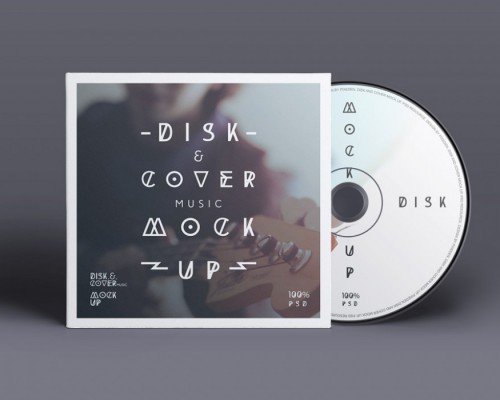 -DISK-
&
COVER
MUSIC
MOCK
UP
DISK &
COVER MUSIC
MOCK
UP
100%
PSD
MOCK
UP
DISK
100%
PSD